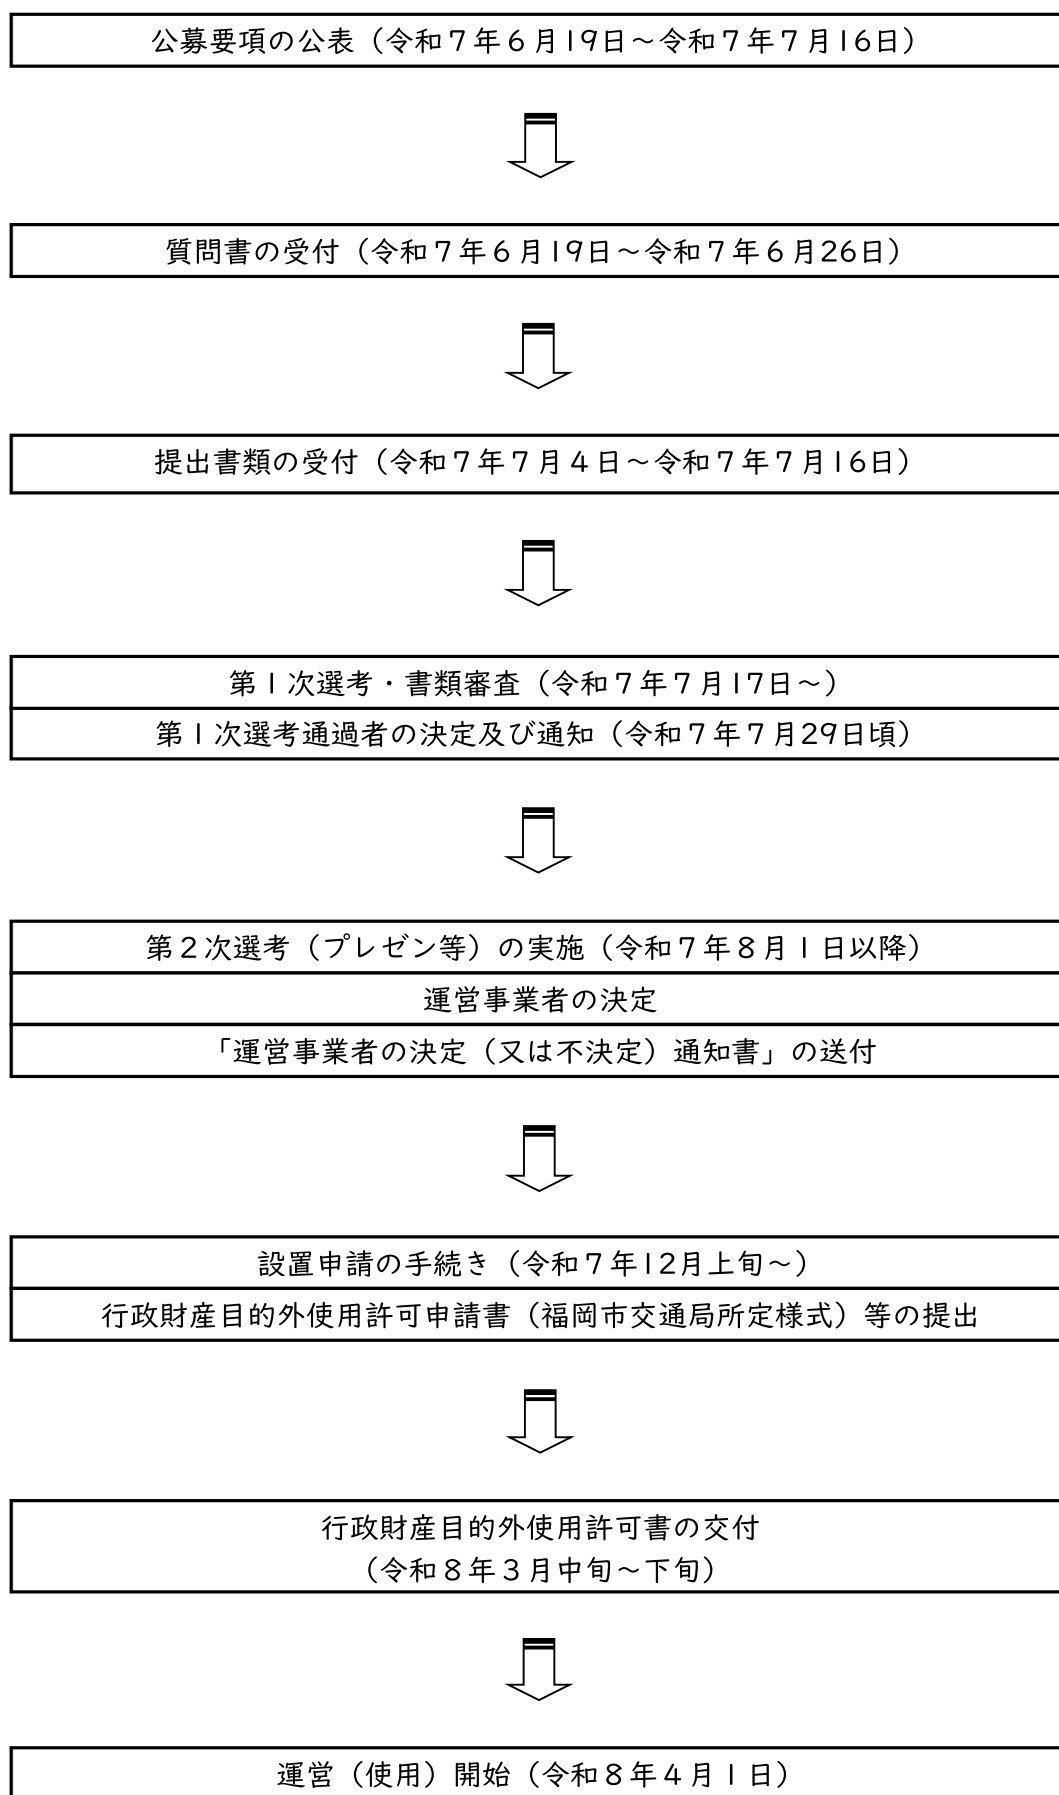 公募要項の公表（令和７年６月19日～令和７年７月16日）
質問書の受付（令和７年６月19日～令和７年６月26日）
提出書類の受付（令和７年７月４日～令和７年７月16日）
第１次選考・書類審査（令和７年７月17日～）
第１次選考通過者の決定及び通知（令和７年７月29日頃）
第２次選考（プレゼン等）の実施（令和７年８月１日以降）
運営事業者の決定
「運営事業者の決定（又は不決定）通知書」の送付
設置申請の手続き（令和７年12月上旬～）
行政財産目的外使用許可申請書（福岡市交通局所定様式）等の提出
行政財産目的外使用許可書の交付
（令和８年３月中旬～下旬）
運営（使用）開始（令和８年４月１日）